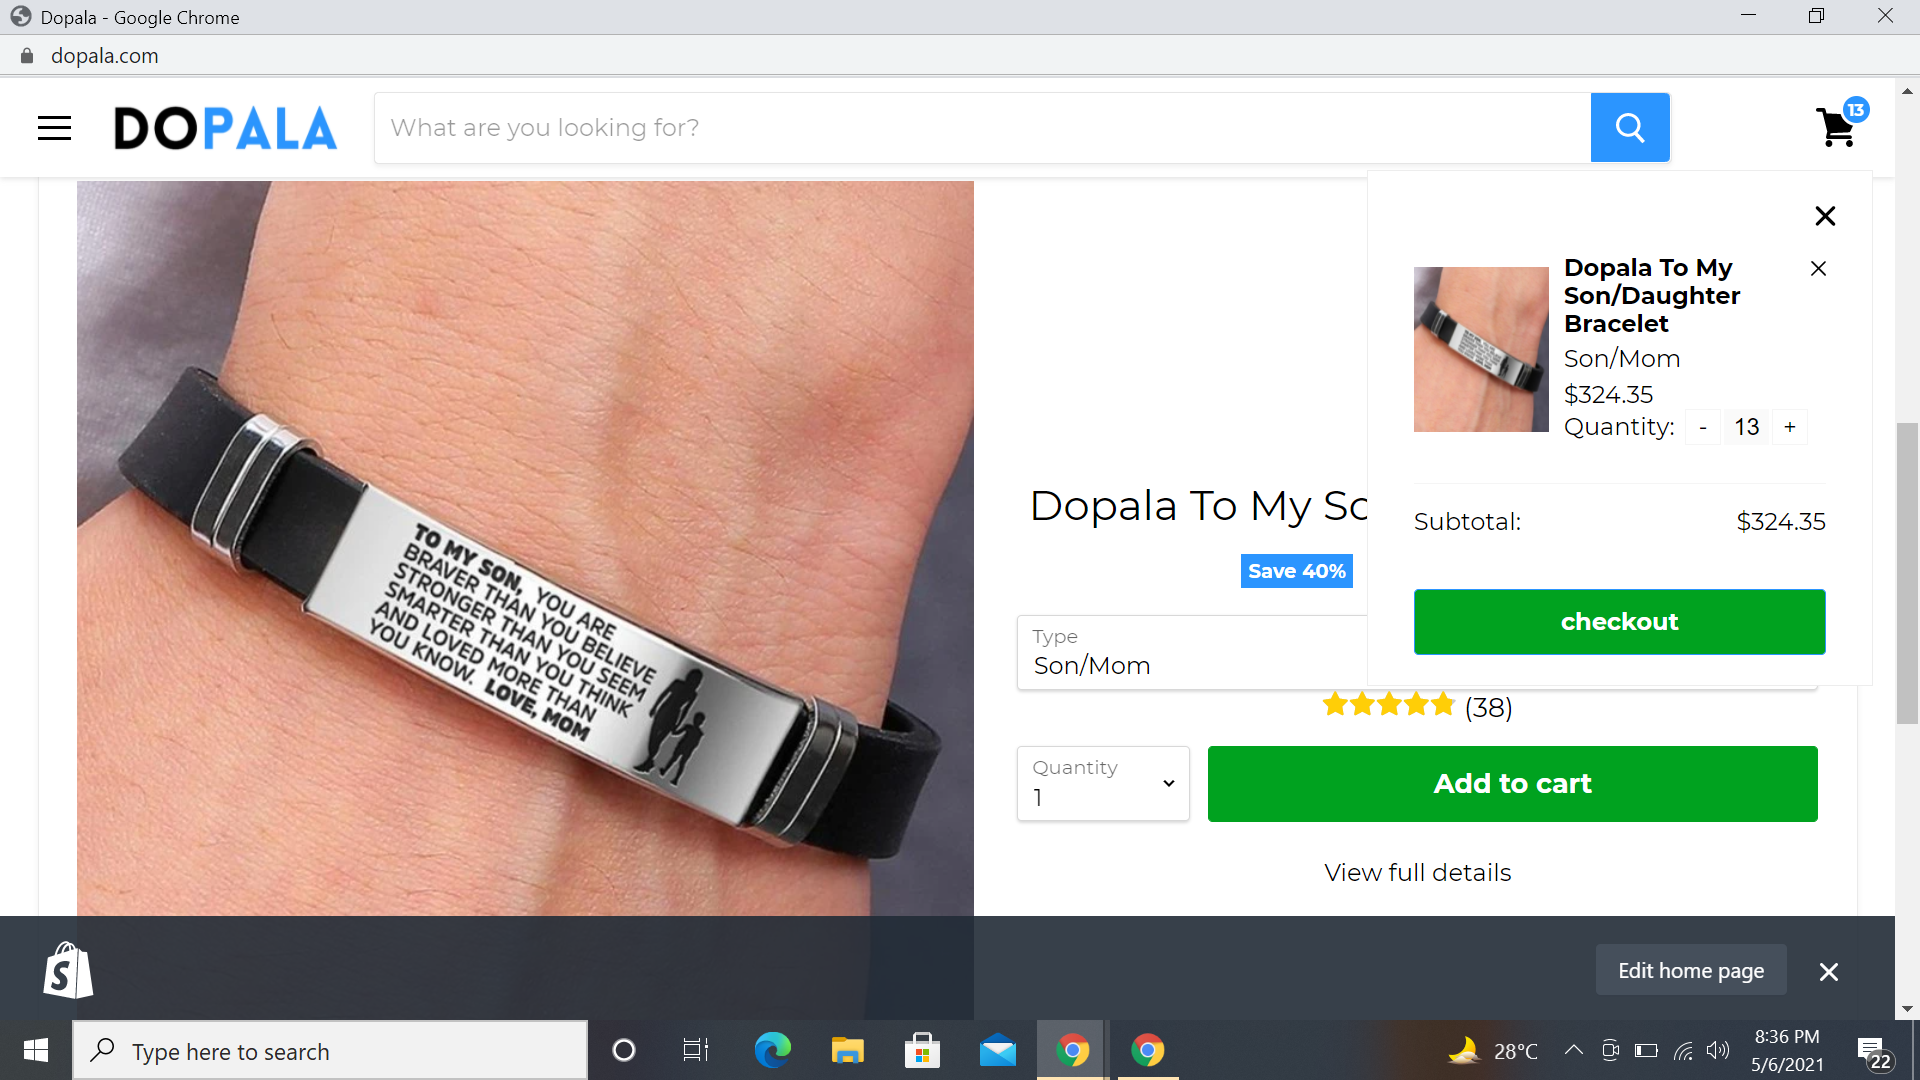 Dopala - Google Chrome
dopala.com
DOPALA
What are you looking for?
13
Dopala To My
Son/Daughter
Bracelet
Son/Mom
$324.35
Quantity: - 13 +
Subtotal: $324.35
checkout
TO MY SON, YOU ARE
BRAVER THAN YOU BELIEVE
STRONGER THAN YOU SEEM
SMARTER THAN YOU THINK
AND LOVED MORE THAN
YOU KNOW. LOVE, MOM
Dopala To My So
Save 40%
Type
Son/Mom
(38)
Quantity
1
Add to cart
View full details
S
Edit home page
Type here to search
28°C
8:36 PM
5/6/2021
22